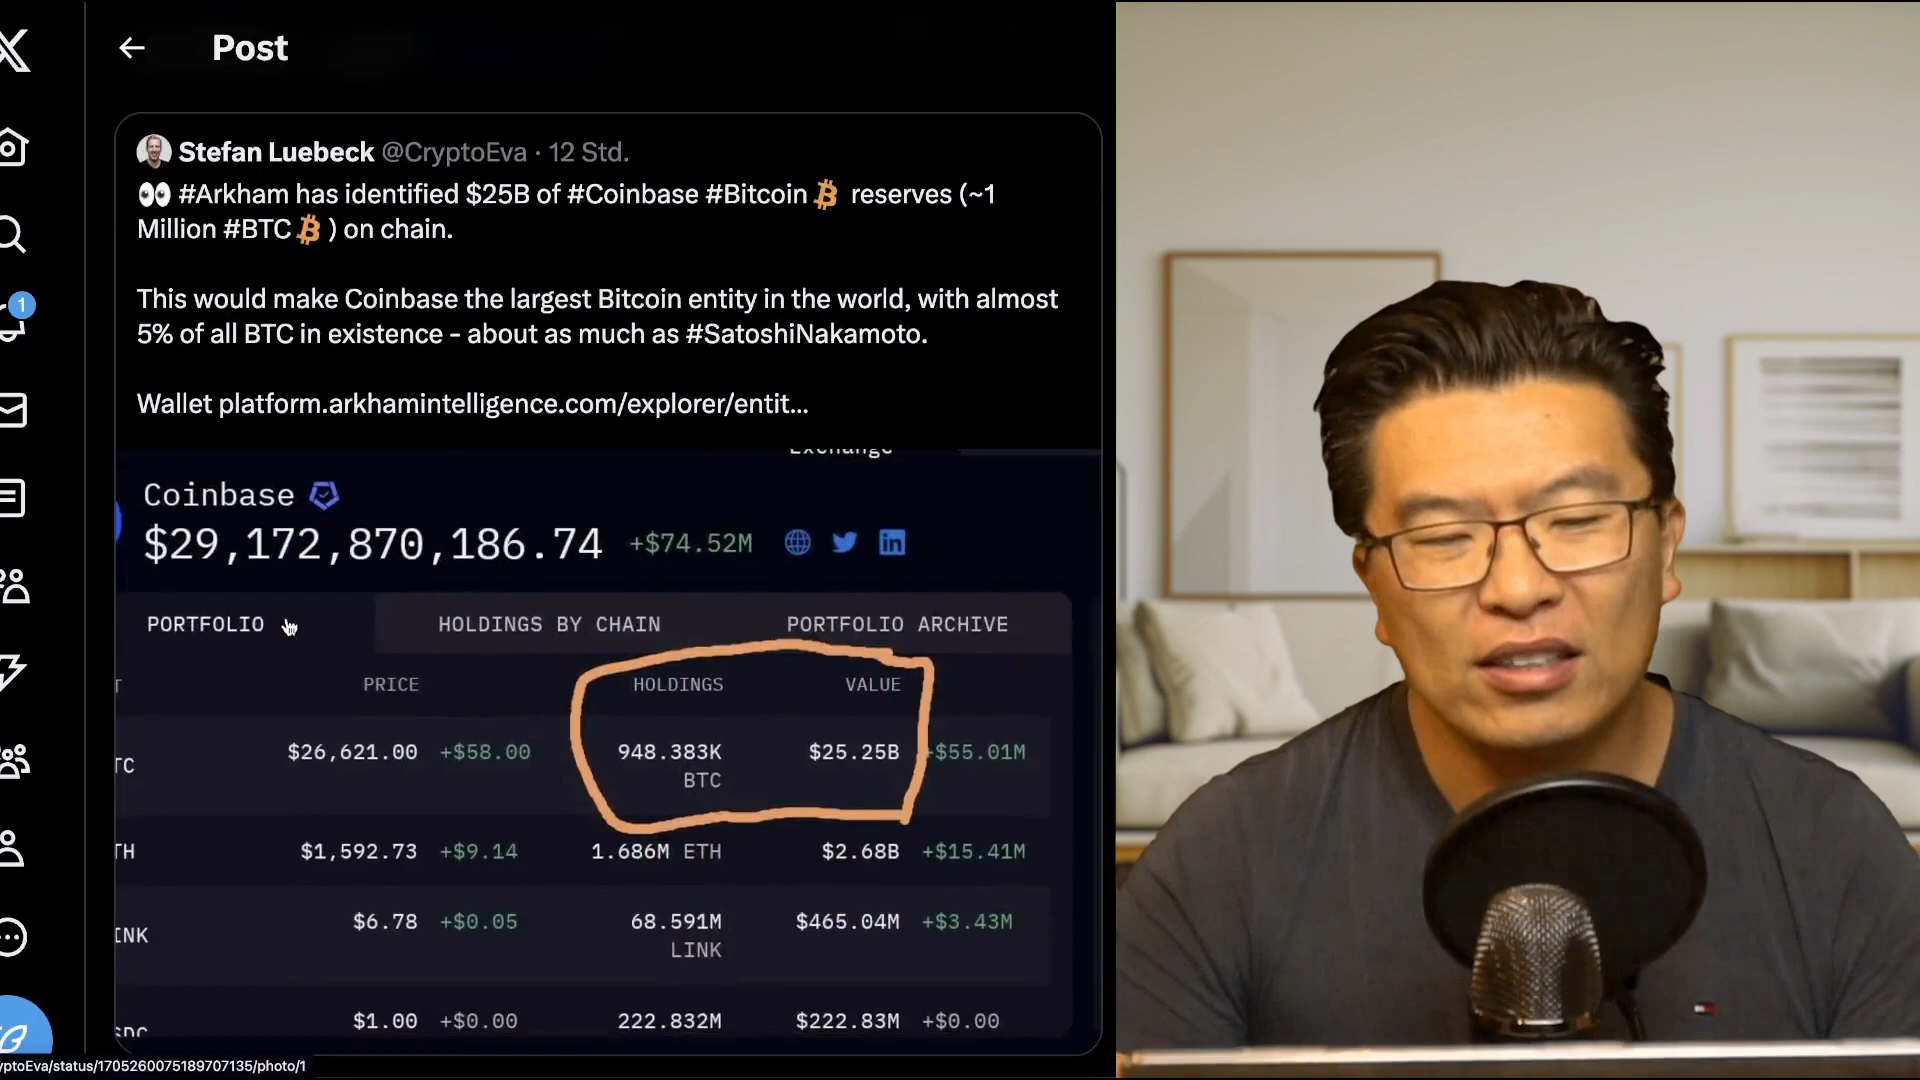 Post
Stefan Luebeck @CryptoEva · 12 Std.
👀 #Arkham has identified $25B of #Coinbase #Bitcoin reserves (~1
Million #BTC ) on chain.
This would make Coinbase the largest Bitcoin entity in the world, with almost
5% of all BTC in existence - about as much as #SatoshiNakamoto.
Wallet platform.arkhamintelligence.com/explorer/entit...
Exchange
Coinbase
$29,172,870,186.74 +$74.52M
PORTFOLIO HOLDINGS BY CHAIN PORTFOLIO ARCHIVE
T PRICE HOLDINGS VALUE
TC $26,621.00 +$58.00 948.383K $25.25B +$55.01M
BTC
TH $1,592.73 +$9.14 1.686M ETH $2.68B +$15.41M
INK $6.78 +$0.05 68.591M $465.04M +$3.43M
LINK
SDC $1.00 +$0.00 222.832M $222.83M +$0.00
yptoEva/status/1705260075189707135/photo/1
1